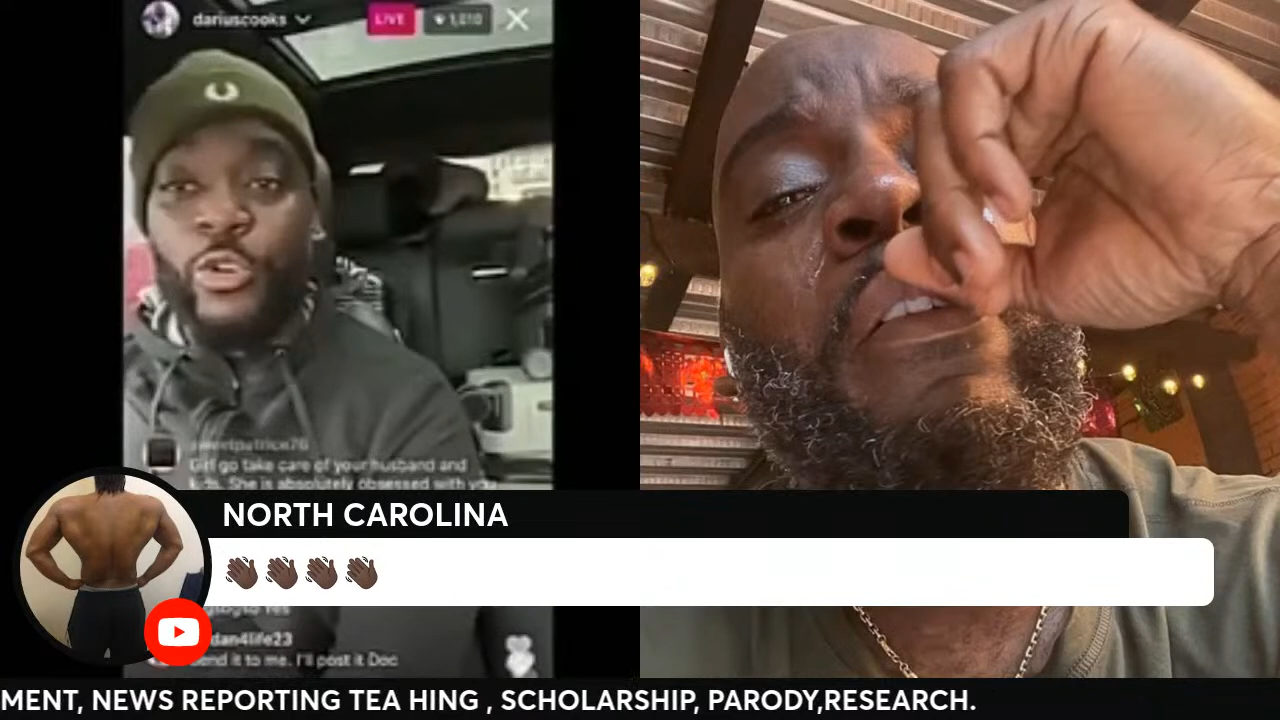 dariuscooks
LIVE
1,010
sweetpatrice76
Girl go take care of your husband and
kids. She is absolutely obsessed with you
NORTH CAROLINA
👋🏿👋🏿👋🏿👋🏿
Yes
dan4life23
send it to me. I'll post it Doc
MENT, NEWS REPORTING TEA HING , SCHOLARSHIP, PARODY,RESEARCH.